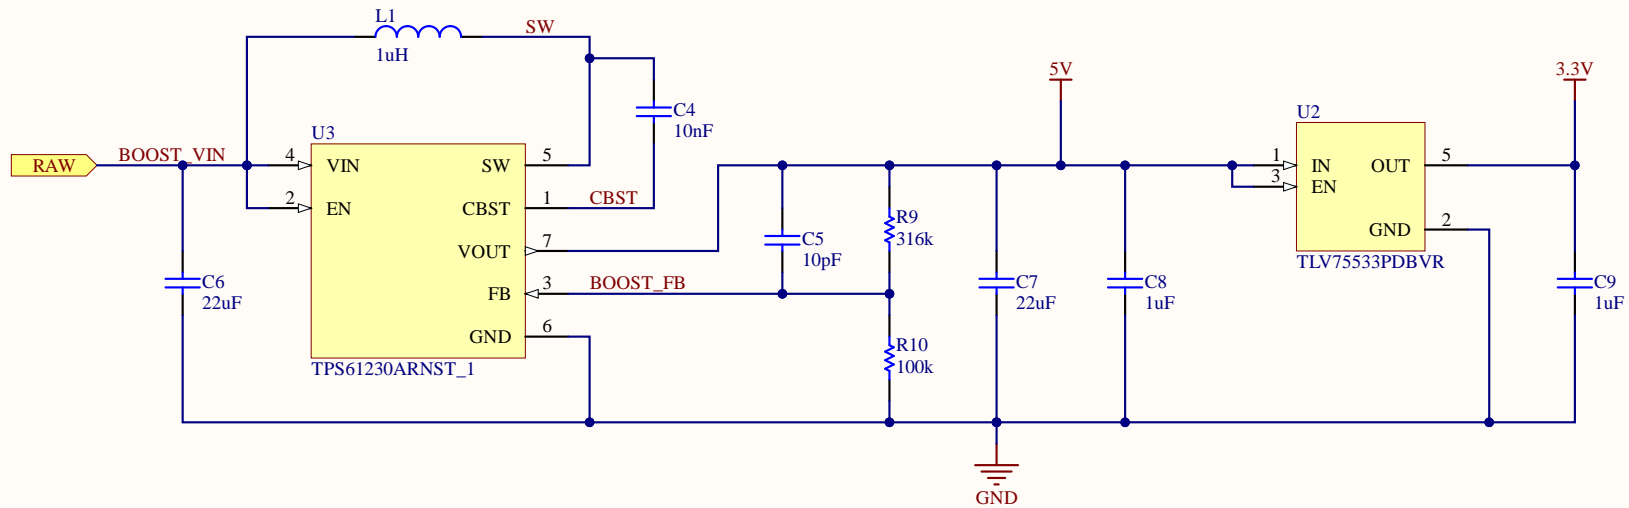 L1
SW
1uH
5V
3.3V
U2
C4
10nF
U3
RAW
BOOST_VIN
4
VIN
SW
5
1
IN
OUT
5
3
EN
2
EN
CBST
1
CBST
R9
316k
GND
2
VOUT
7
C5
10pF
TLV75533PDBVR
C6
22uF
FB
3
BOOST_FB
C7
22uF
C8
1uF
C9
1uF
GND
6
R10
100k
TPS61230ARNST_1
GND